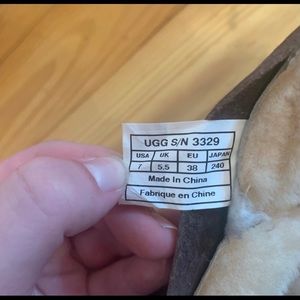 UGG S/N 3329
USA UK EU JAPAN
7 5.5 38 240
Made In China
Fabrique en Chine